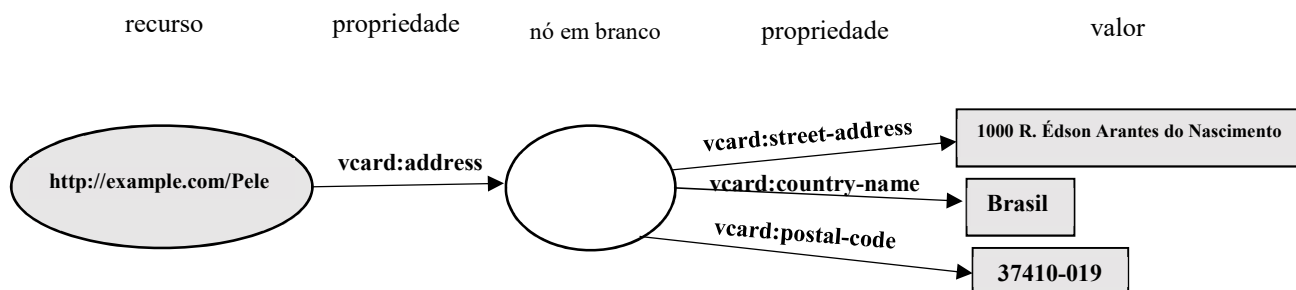 recurso propriedade nó em branco propriedade valor
http://example.com/Pele
vcard:address
vcard:street-address
vcard:country-name
vcard:postal-code
1000 R. Édson Arantes do Nascimento
Brasil
37410-019